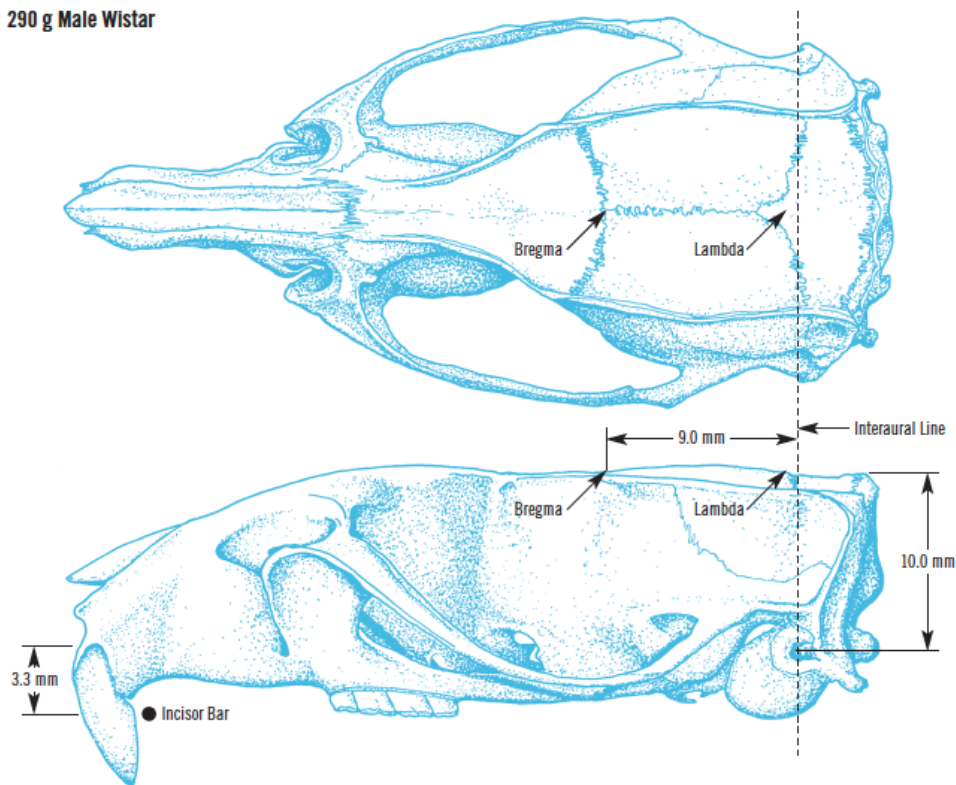 290 g Male Wistar
Bregma
Lambda
Interaural Line
9.0 mm
Bregma
Lambda
10.0 mm
3.3 mm
Incisor Bar